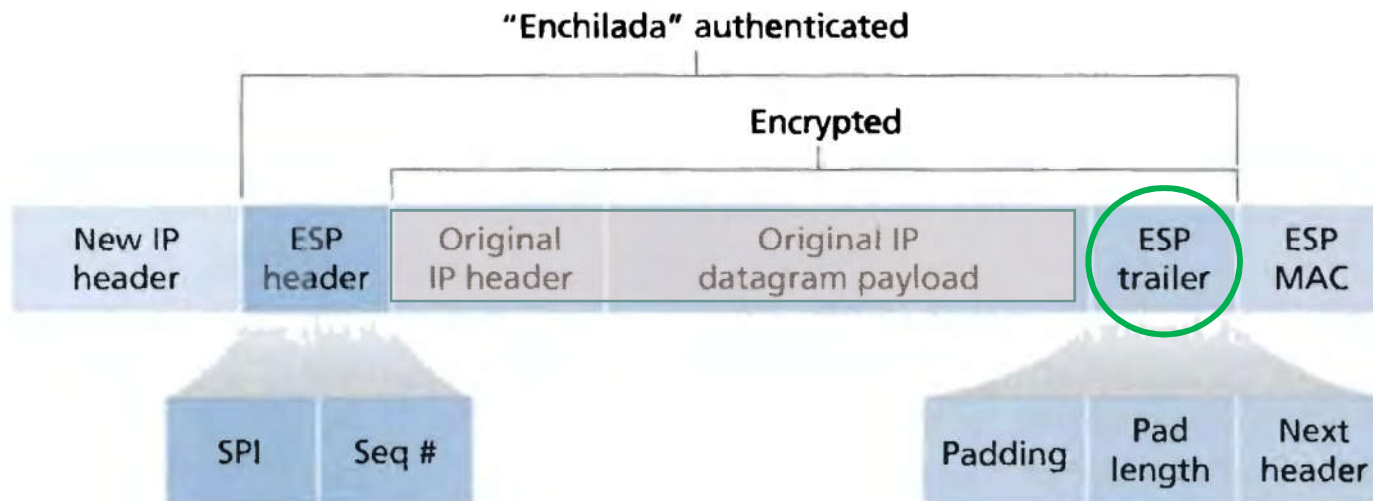 “Enchilada” authenticated
Encrypted
New IP
header
ESP
header
Original
IP header
Original IP
datagram payload
ESP
trailer
ESP
MAC
SPI
Seq #
Padding
Pad
length
Next
header